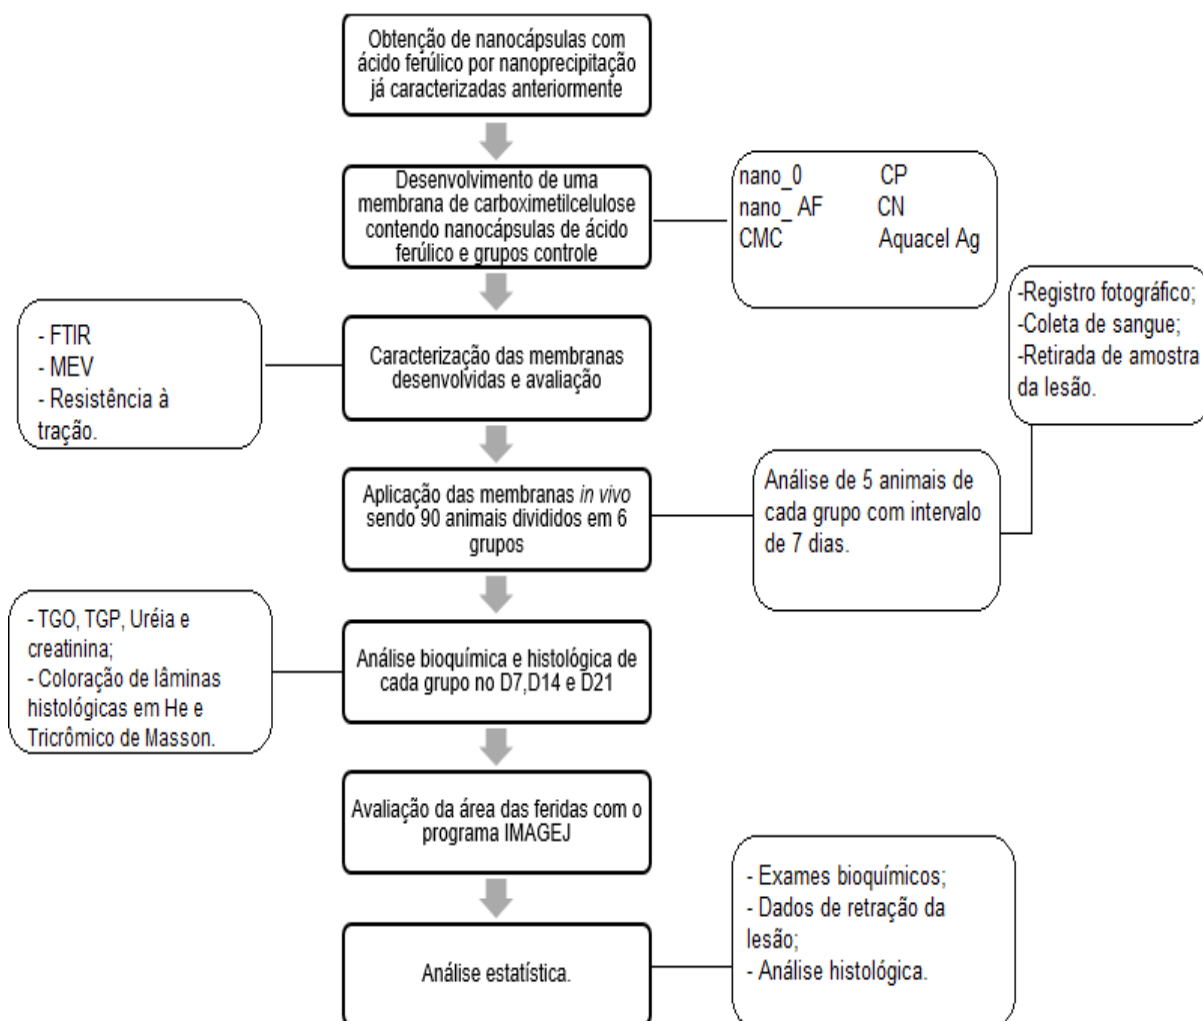 Obtenção de nanocápsulas com
ácido ferúlico por nanoprecipitação
já caracterizadas anteriormente
Desenvolvimento de uma
membrana de carboximetilcelulose
contendo nanocápsulas de ácido
ferúlico e grupos controle
nano_0 CP
nano_ AF CN
CMC Aquacel Ag
-Registro fotográfico;
-Coleta de sangue;
-Retirada de amostra
da lesão.
- FTIR
- MEV
- Resistência à
tração.
Caracterização das membranas
desenvolvidas e avaliação
Aplicação das membranas in vivo
sendo 90 animais divididos em 6
grupos
Análise de 5 animais de
cada grupo com intervalo
de 7 dias.
- TGO, TGP, Uréia e
creatinina;
- Coloração de lâminas
histológicas em He e
Tricrômico de Masson.
Análise bioquímica e histológica de
cada grupo no D7,D14 e D21
Avaliação da área das feridas com o
programa IMAGEJ
Análise estatística.
- Exames bioquímicos;
- Dados de retração da
lesão;
- Análise histológica.